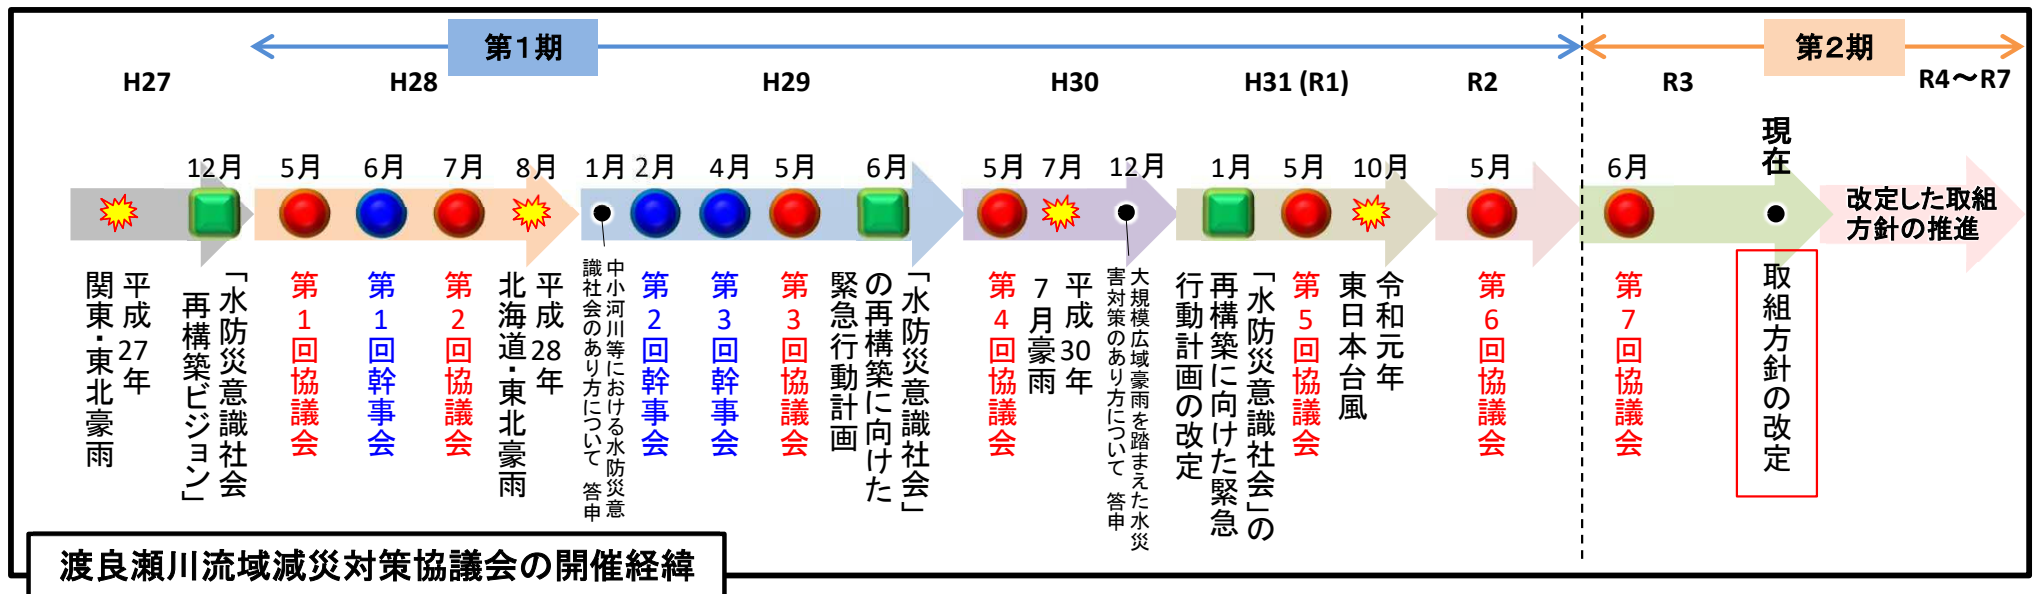 第1期
第2期
H27
H28
H29
H30
H31 (R1)
R2
R3
R4～R7
12月
5月
6月
7月
8月
1月
2月
4月
5月
6月
5月
7月
12月
1月
5月
10月
5月
6月
現在
改定した取組
方針の推進
平成27年
関東・東北豪雨
「水防災意識社会
再構築ビジョン」
第1回協議会
第1回幹事会
第2回協議会
平成28年
北海道・東北豪雨
中小河川等における水防災意
識社会のあり方について 答申
第2回幹事会
第3回幹事会
第3回協議会
「水防災意識社会」
の再構築に向けた
緊急行動計画
第4回協議会
平成30年
7月豪雨
大規模広域豪雨を踏まえた水災
害対策のあり方について 答申
「水防災意識社会」の
再構築に向けた緊急
行動計画の改定
第5回協議会
令和元年
東日本台風
第6回協議会
第7回協議会
取組方針の改定
渡良瀬川流域減災対策協議会の開催経緯